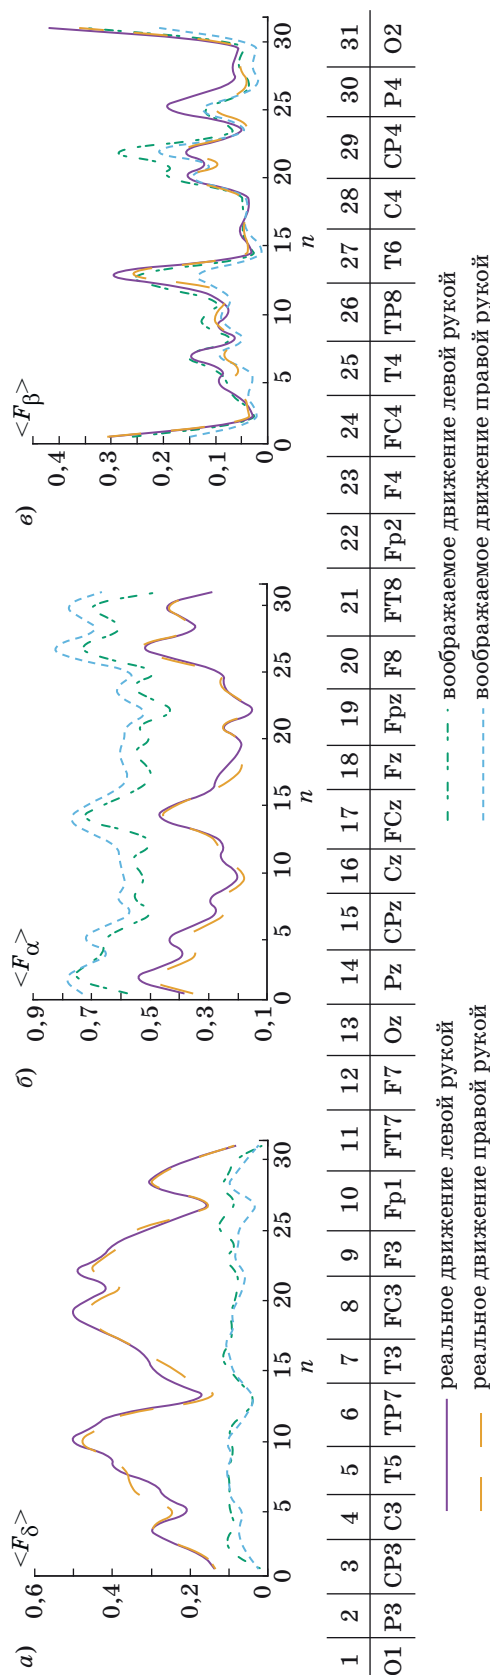 а)
<F_δ>
0,6
0,4
0,2
0
0 5 10 15 20 25 30
n
б)
<F_α>
0,9
0,7
0,5
0,3
0,1
0 5 10 15 20 25 30
n
в)
<F_β>
0,4
0,3
0,2
0,1
0
0 5 10 15 20 25 30
n
1 2 3 4 5 6 7 8 9 10 11 12 13 14 15 16 17 18 19 20 21 22 23 24 25 26 27 28 29 30 31
O1 P3 CP3 C3 T5 TP7 T3 FC3 F3 Fp1 FT7 F7 Oz Pz CPz Cz FCz Fz Fpz F8 FT8 Fp2 F4 FC4 T4 TP8 T6 C4 CP4 P4 O2
реальное движение левой рукой
воображаемое движение левой рукой
реальное движение правой рукой
воображаемое движение правой рукой